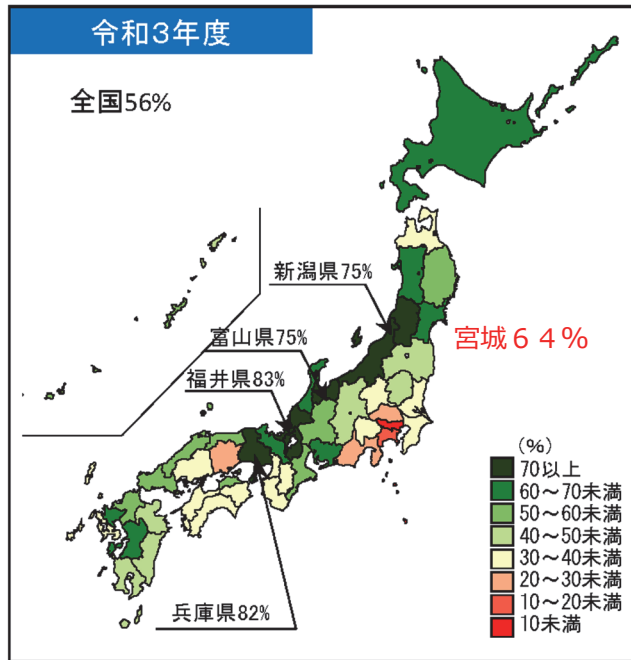 令和3年度
全国56%
新潟県75%
富山県75%
福井県83%
宮城６４%
兵庫県82%
(%)
70以上
60～70未満
50～60未満
40～50未満
30～40未満
20～30未満
10～20未満
10未満